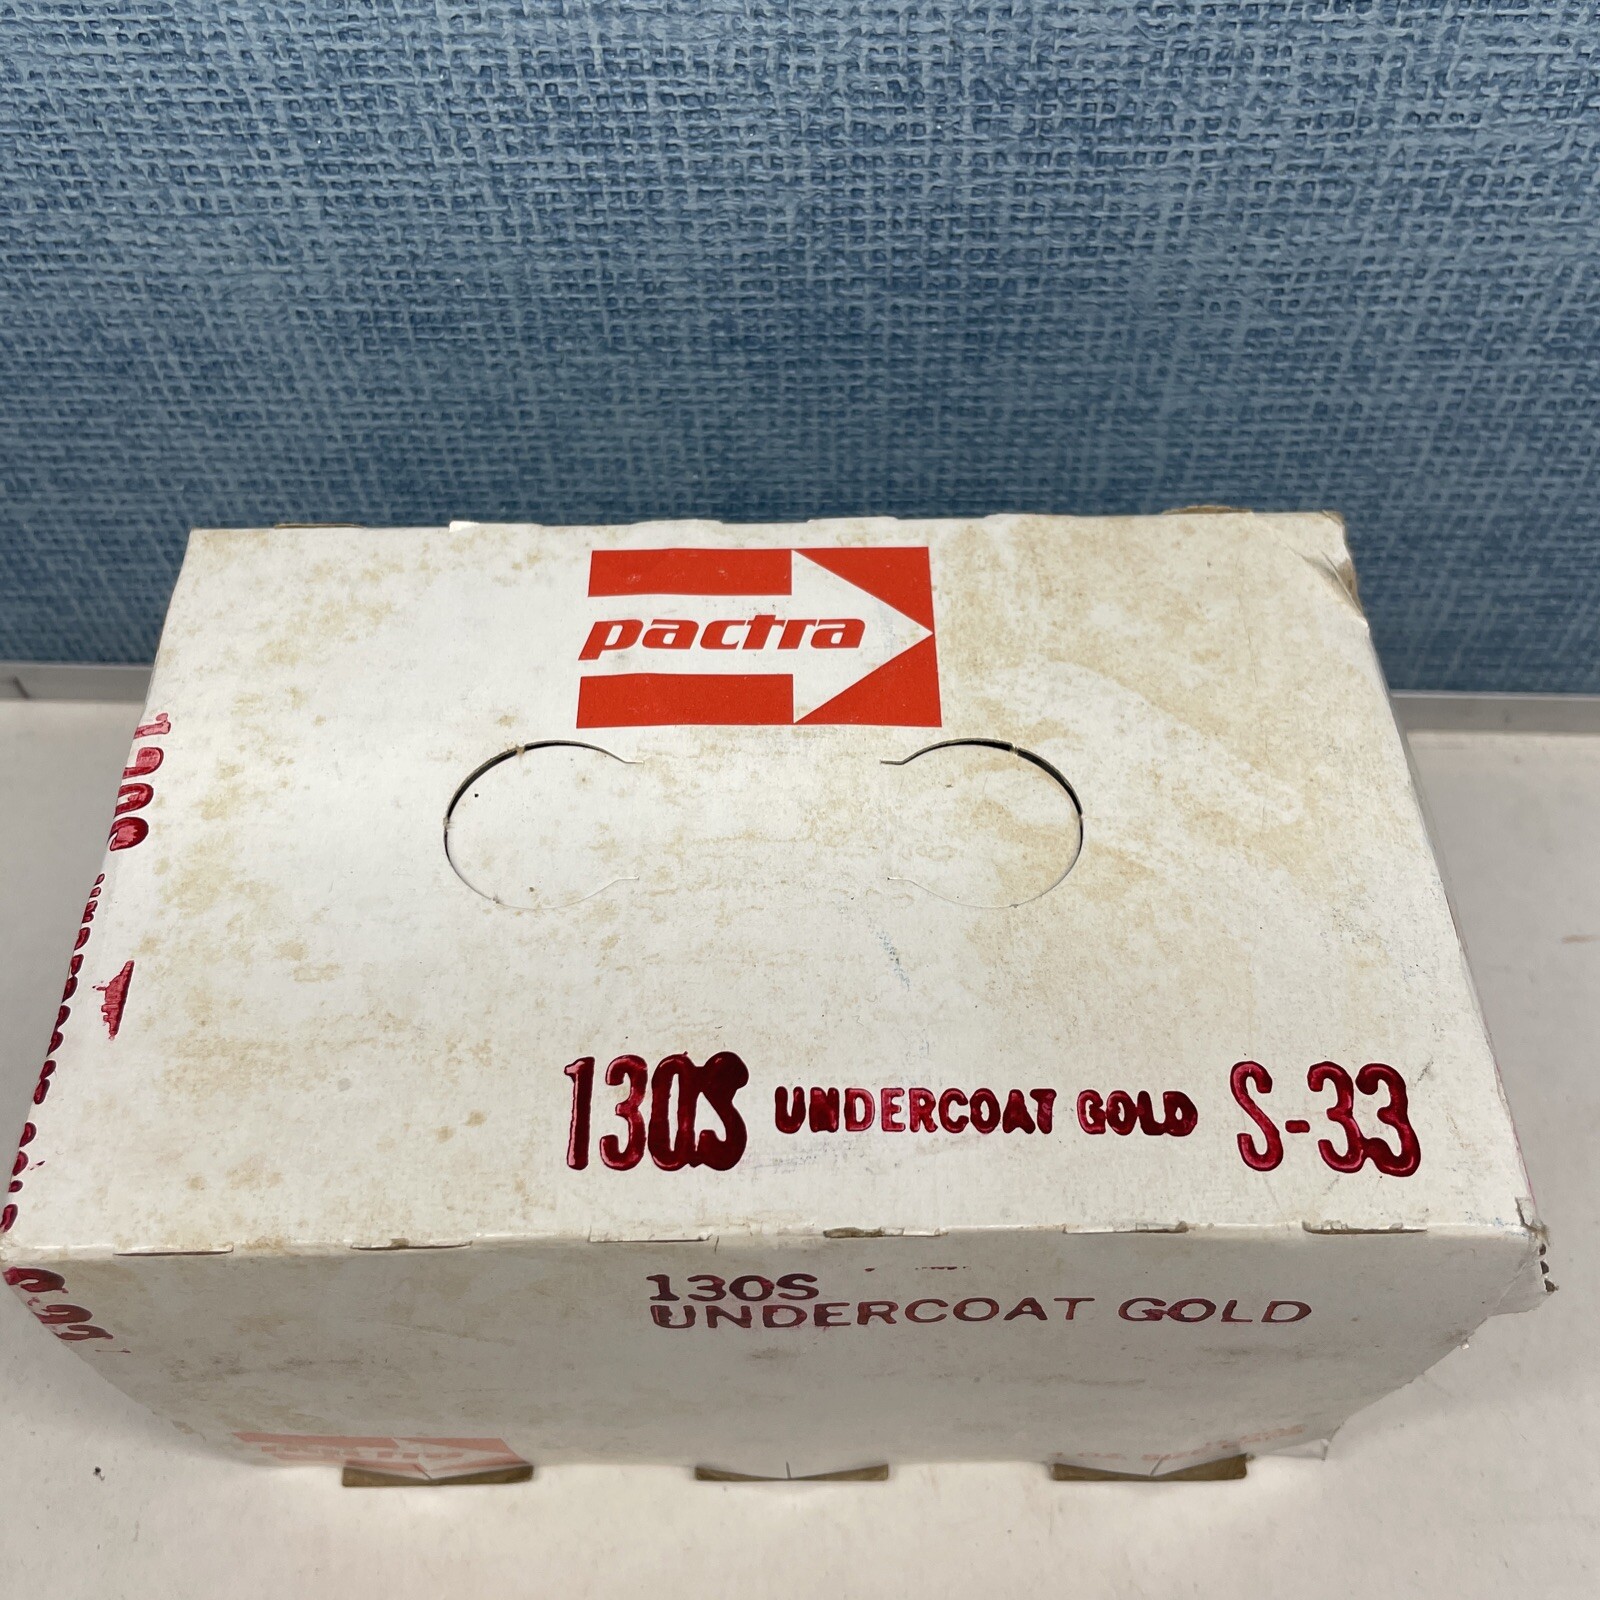 pactra
130S UNDERCOAT GOLD S-33
130S
UNDERCOAT GOLD